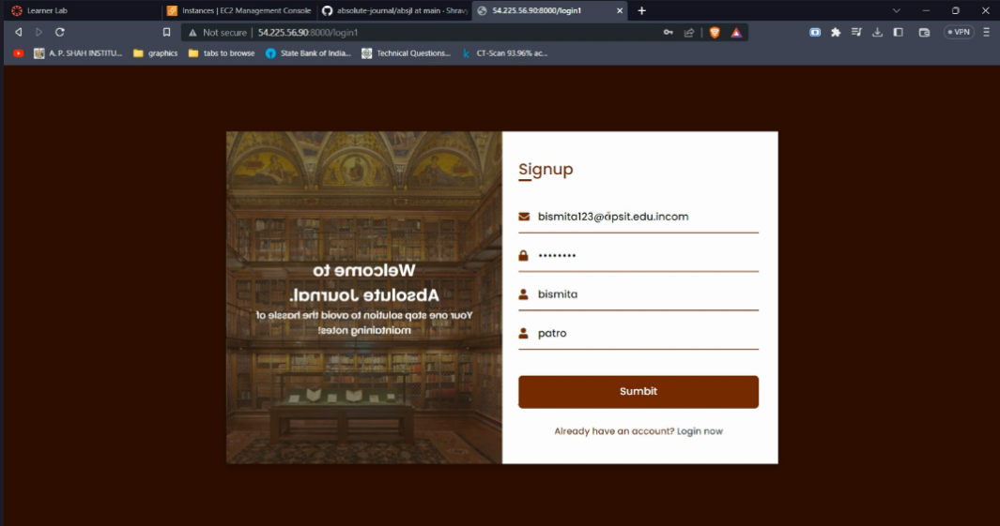 Learner Lab
Instances | EC2 Management Console
absolute-journal/absjl at main · Shravy
54.225.56.90:8000/login1
Not secure | 54.225.56.90:8000/login1
VPN
A. P. SHAH INSTITU...
graphics
tabs to browse
State Bank of India...
Technical Questions...
k CT-Scan 93.96% ac...
Welcome to
Absolute Journal.
Your one stop solution to avoid the hassle of
maintaining notes!
Signup
bismita123@apsit.edu.incom
••••••••
bismita
patro
Sumbit
Already have an account? Login now